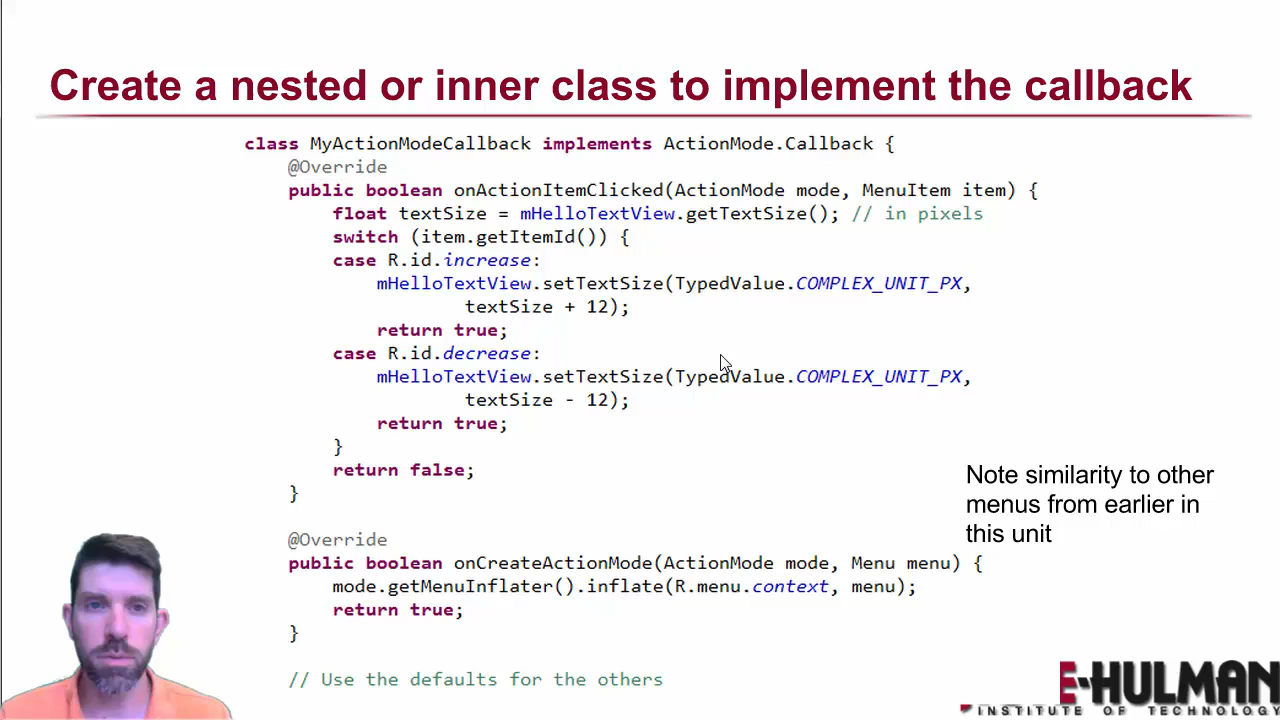 Create a nested or inner class to implement the callback
class MyActionModeCallback implements ActionMode.Callback {
@Override
public boolean onActionItemClicked(ActionMode mode, MenuItem item) {
float textSize = mHelloTextView.getTextSize(); // in pixels
switch (item.getItemId()) {
case R.id.increase:
mHelloTextView.setTextSize(TypedValue.COMPLEX_UNIT_PX,
textSize + 12);
return true;
case R.id.decrease:
mHelloTextView.setTextSize(TypedValue.COMPLEX_UNIT_PX,
textSize - 12);
return true;
}
return false;
}
Note similarity to other
menus from earlier in
this unit
@Override
public boolean onCreateActionMode(ActionMode mode, Menu menu) {
mode.getMenuInflater().inflate(R.menu.context, menu);
return true;
}
// Use the defaults for the others
E-HULMAN
INSTITUTE OF TECHNOLOGY